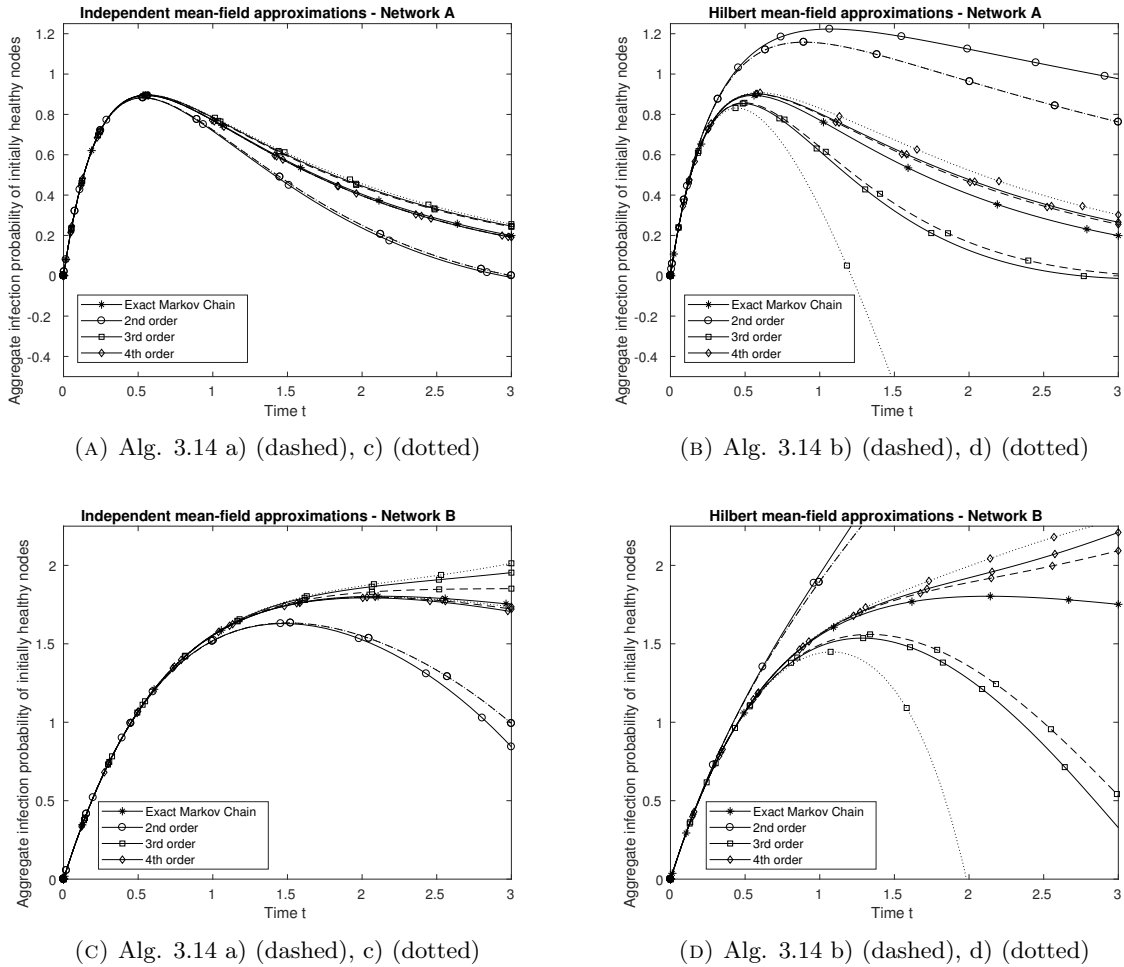 Independent mean-field approximations - Network A
Aggregate infection probability of initially healthy nodes
1.2
1
0.8
0.6
0.4
0.2
0
-0.2
-0.4
Exact Markov Chain
2nd order
3rd order
4th order
0 0.5 1 1.5 2 2.5 3
Time t
(A) Alg. 3.14 a) (dashed), c) (dotted)
Hilbert mean-field approximations - Network A
Aggregate infection probability of initially healthy nodes
1.2
1
0.8
0.6
0.4
0.2
0
-0.2
-0.4
Exact Markov Chain
2nd order
3rd order
4th order
0 0.5 1 1.5 2 2.5 3
Time t
(B) Alg. 3.14 b) (dashed), d) (dotted)
Independent mean-field approximations - Network B
Aggregate infection probability of initially healthy nodes
2
1.5
1
0.5
0
Exact Markov Chain
2nd order
3rd order
4th order
0 0.5 1 1.5 2 2.5 3
Time t
(C) Alg. 3.14 a) (dashed), c) (dotted)
Hilbert mean-field approximations - Network B
Aggregate infection probability of initially healthy nodes
2
1.5
1
0.5
0
Exact Markov Chain
2nd order
3rd order
4th order
0 0.5 1 1.5 2 2.5 3
Time t
(D) Alg. 3.14 b) (dashed), d) (dotted)